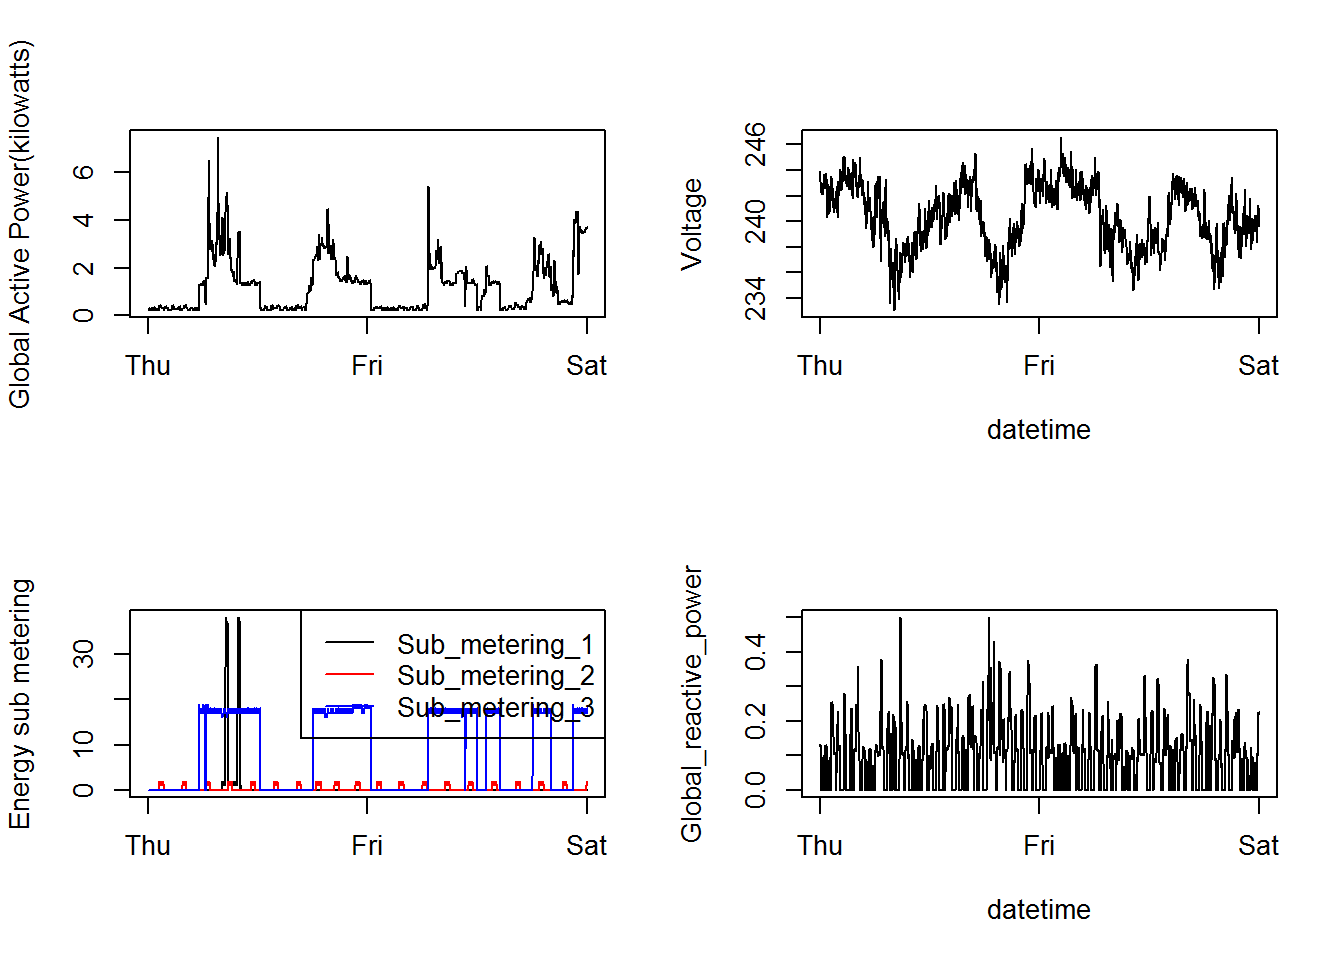 Global Active Power(kilowatts)
6
4
2
0
Thu Fri Sat
Voltage
246
240
234
Thu Fri Sat
datetime
Energy sub metering
30
10
0
Sub_metering_1
Sub_metering_2
Sub_metering_3
Thu Fri Sat
Global_reactive_power
0.4
0.2
0.0
Thu Fri Sat
datetime